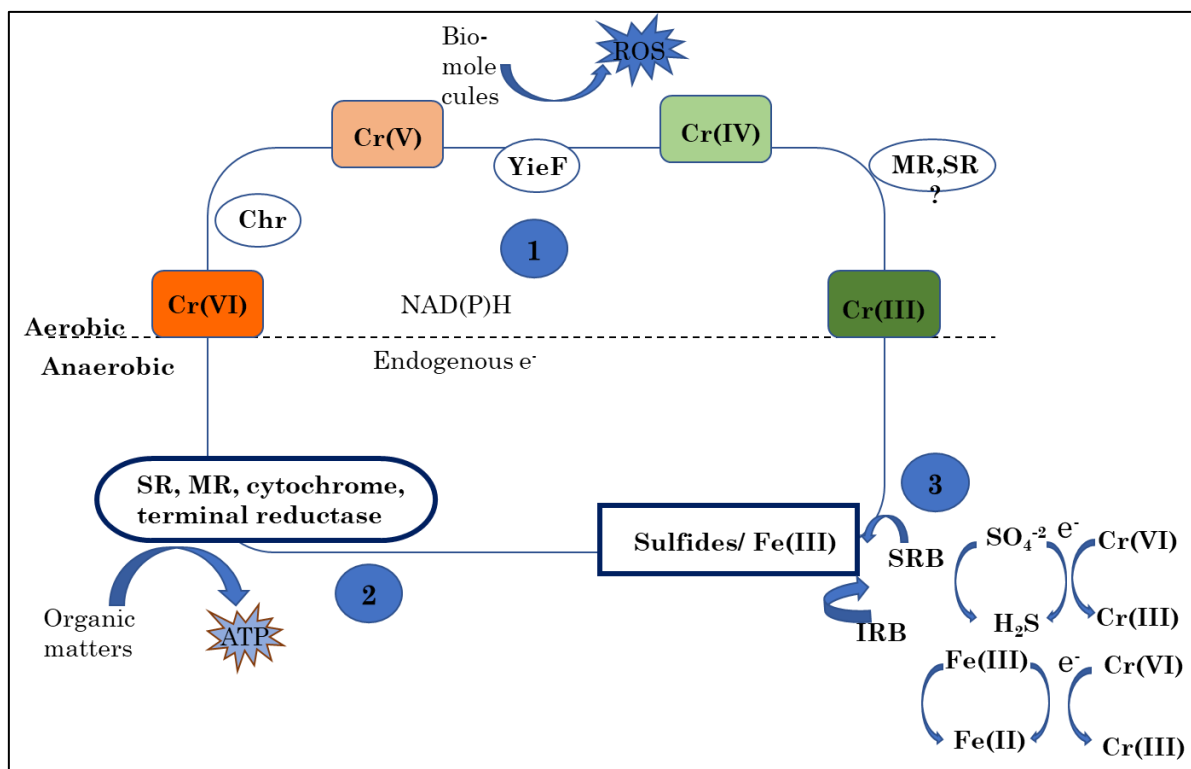 Bio-
mole
cules
ROS
Cr(V)
Cr(IV)
YieF
MR,SR
?
Chr
1
Cr(VI)
NAD(P)H
Cr(III)
Aerobic
Anaerobic
Endogenous e⁻
SR, MR, cytochrome,
terminal reductase
3
Sulfides/ Fe(III)
SRB
SO₄⁻² e⁻ Cr(VI)
2
Organic
matters
ATP
IRB
H₂S
Cr(III)
Fe(III) e⁻ Cr(VI)
Fe(II)
Cr(III)